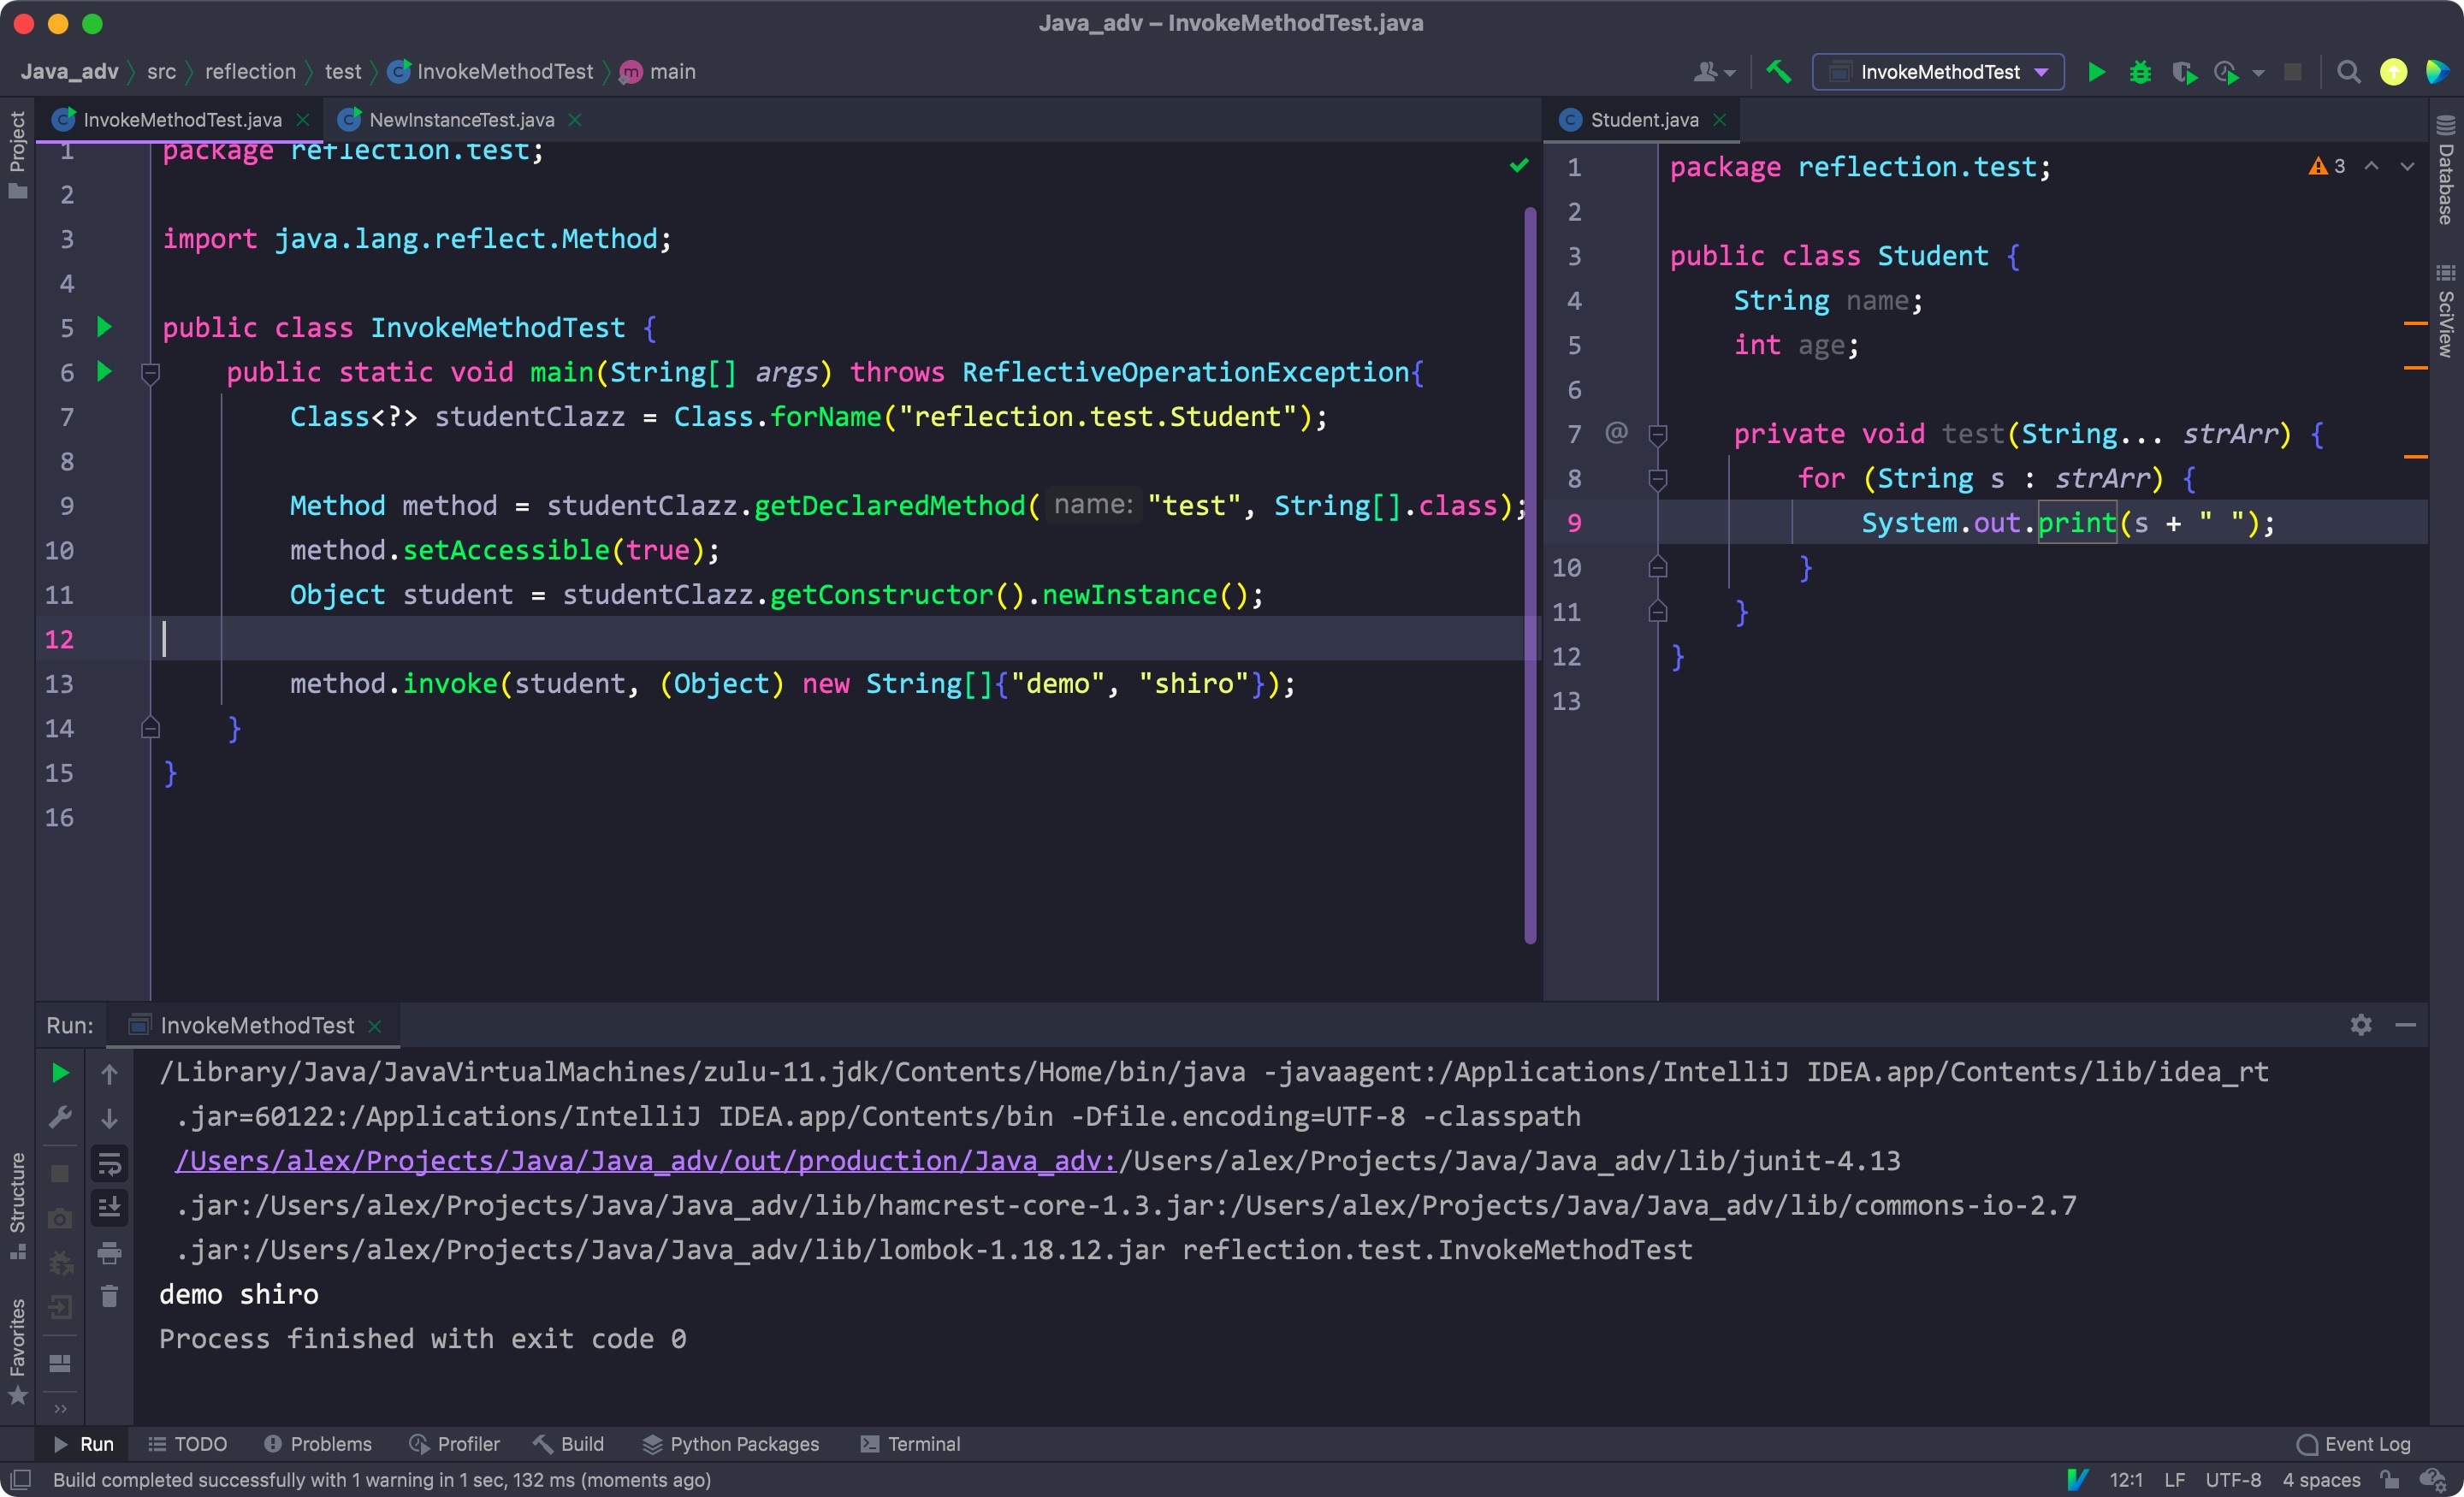 Java_adv – InvokeMethodTest.java
Java_adv src reflection test InvokeMethodTest main
InvokeMethodTest
Project
InvokeMethodTest.java NewInstanceTest.java
1 package reflection.test;
2
3 import java.lang.reflect.Method;
4
5 public class InvokeMethodTest {
6 public static void main(String[] args) throws ReflectiveOperationException{
7 Class<?> studentClazz = Class.forName("reflection.test.Student");
8
9 Method method = studentClazz.getDeclaredMethod( name: "test", String[].class);
10 method.setAccessible(true);
11 Object student = studentClazz.getConstructor().newInstance();
12
13 method.invoke(student, (Object) new String[]{"demo", "shiro"});
14 }
15 }
16
Student.java
3
1 package reflection.test;
2
3 public class Student {
4 String name;
5 int age;
6
7 @ private void test(String... strArr) {
8 for (String s : strArr) {
9 System.out.print(s + " ");
10 }
11 }
12 }
13
Database
SciView
Run: InvokeMethodTest
/Library/Java/JavaVirtualMachines/zulu-11.jdk/Contents/Home/bin/java -javaagent:/Applications/IntelliJ IDEA.app/Contents/lib/idea_rt
.jar=60122:/Applications/IntelliJ IDEA.app/Contents/bin -Dfile.encoding=UTF-8 -classpath
/Users/alex/Projects/Java/Java_adv/out/production/Java_adv:/Users/alex/Projects/Java/Java_adv/lib/junit-4.13
.jar:/Users/alex/Projects/Java/Java_adv/lib/hamcrest-core-1.3.jar:/Users/alex/Projects/Java/Java_adv/lib/commons-io-2.7
.jar:/Users/alex/Projects/Java/Java_adv/lib/lombok-1.18.12.jar reflection.test.InvokeMethodTest
demo shiro
Process finished with exit code 0
Structure
Favorites
Run TODO Problems Profiler Build Python Packages Terminal Event Log
Build completed successfully with 1 warning in 1 sec, 132 ms (moments ago) 12:1 LF UTF-8 4 spaces